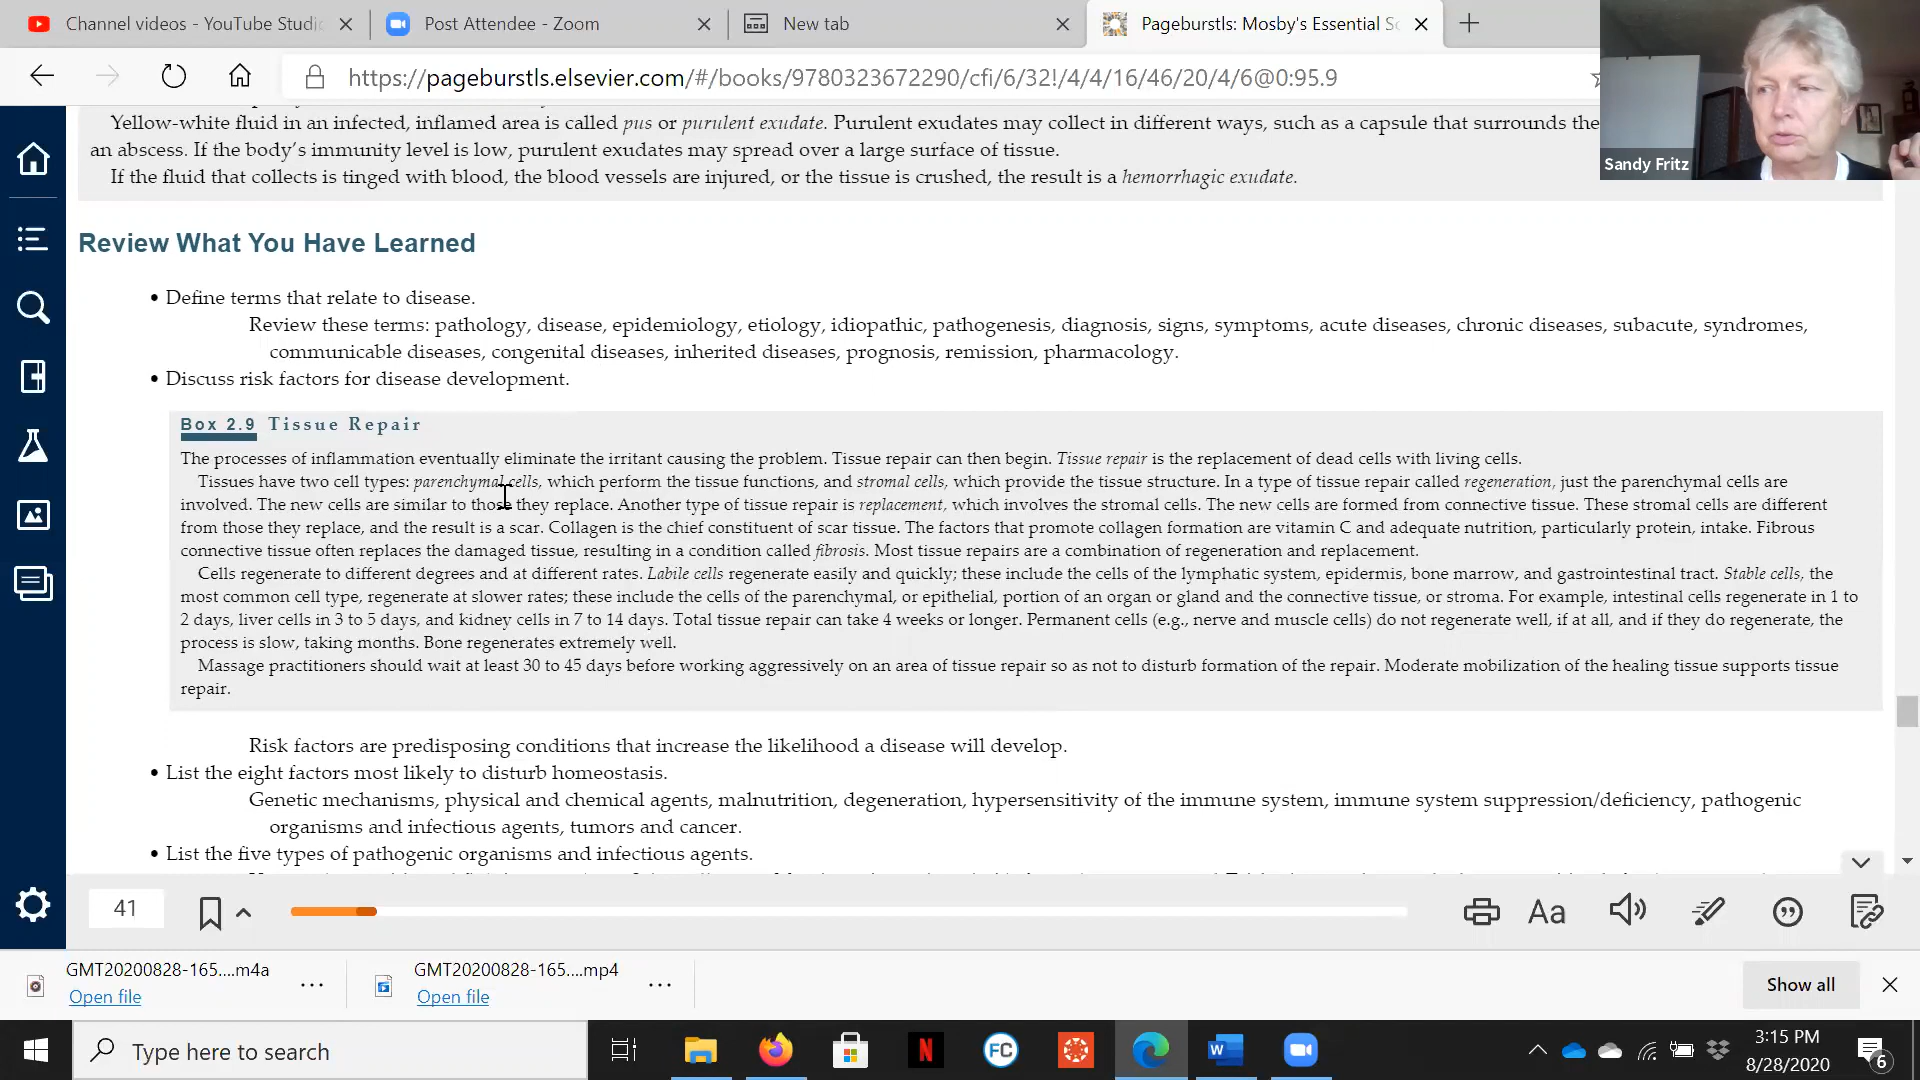 Channel videos - YouTube Studi
Post Attendee - Zoom
New tab
Pageburstls: Mosby's Essential Sc
https://pageburstls.elsevier.com/#/books/9780323672290/cfi/6/32!/4/4/16/46/20/4/6@0:95.9
Sandy Fritz
Yellow-white fluid in an infected, inflamed area is called pus or purulent exudate. Purulent exudates may collect in different ways, such as a capsule that surrounds the
an abscess. If the body's immunity level is low, purulent exudates may spread over a large surface of tissue.
If the fluid that collects is tinged with blood, the blood vessels are injured, or the tissue is crushed, the result is a hemorrhagic exudate.
Review What You Have Learned
• Define terms that relate to disease.
Review these terms: pathology, disease, epidemiology, etiology, idiopathic, pathogenesis, diagnosis, signs, symptoms, acute diseases, chronic diseases, subacute, syndromes,
communicable diseases, congenital diseases, inherited diseases, prognosis, remission, pharmacology.
• Discuss risk factors for disease development.
Box 2.9 Tissue Repair
The processes of inflammation eventually eliminate the irritant causing the problem. Tissue repair can then begin. Tissue repair is the replacement of dead cells with living cells.
Tissues have two cell types: parenchymal cells, which perform the tissue functions, and stromal cells, which provide the tissue structure. In a type of tissue repair called regeneration, just the parenchymal cells are
involved. The new cells are similar to those they replace. Another type of tissue repair is replacement, which involves the stromal cells. The new cells are formed from connective tissue. These stromal cells are different
from those they replace, and the result is a scar. Collagen is the chief constituent of scar tissue. The factors that promote collagen formation are vitamin C and adequate nutrition, particularly protein, intake. Fibrous
connective tissue often replaces the damaged tissue, resulting in a condition called fibrosis. Most tissue repairs are a combination of regeneration and replacement.
Cells regenerate to different degrees and at different rates. Labile cells regenerate easily and quickly; these include the cells of the lymphatic system, epidermis, bone marrow, and gastrointestinal tract. Stable cells, the
most common cell type, regenerate at slower rates; these include the cells of the parenchymal, or epithelial, portion of an organ or gland and the connective tissue, or stroma. For example, intestinal cells regenerate in 1 to
2 days, liver cells in 3 to 5 days, and kidney cells in 7 to 14 days. Total tissue repair can take 4 weeks or longer. Permanent cells (e.g., nerve and muscle cells) do not regenerate well, if at all, and if they do regenerate, the
process is slow, taking months. Bone regenerates extremely well.
Massage practitioners should wait at least 30 to 45 days before working aggressively on an area of tissue repair so as not to disturb formation of the repair. Moderate mobilization of the healing tissue supports tissue
repair.
Risk factors are predisposing conditions that increase the likelihood a disease will develop.
• List the eight factors most likely to disturb homeostasis.
Genetic mechanisms, physical and chemical agents, malnutrition, degeneration, hypersensitivity of the immune system, immune system suppression/deficiency, pathogenic
organisms and infectious agents, tumors and cancer.
• List the five types of pathogenic organisms and infectious agents.
41
Aa
GMT20200828-165....m4a
Open file
GMT20200828-165....mp4
Open file
Show all
Type here to search
N
FC
W
3:15 PM
8/28/2020
6